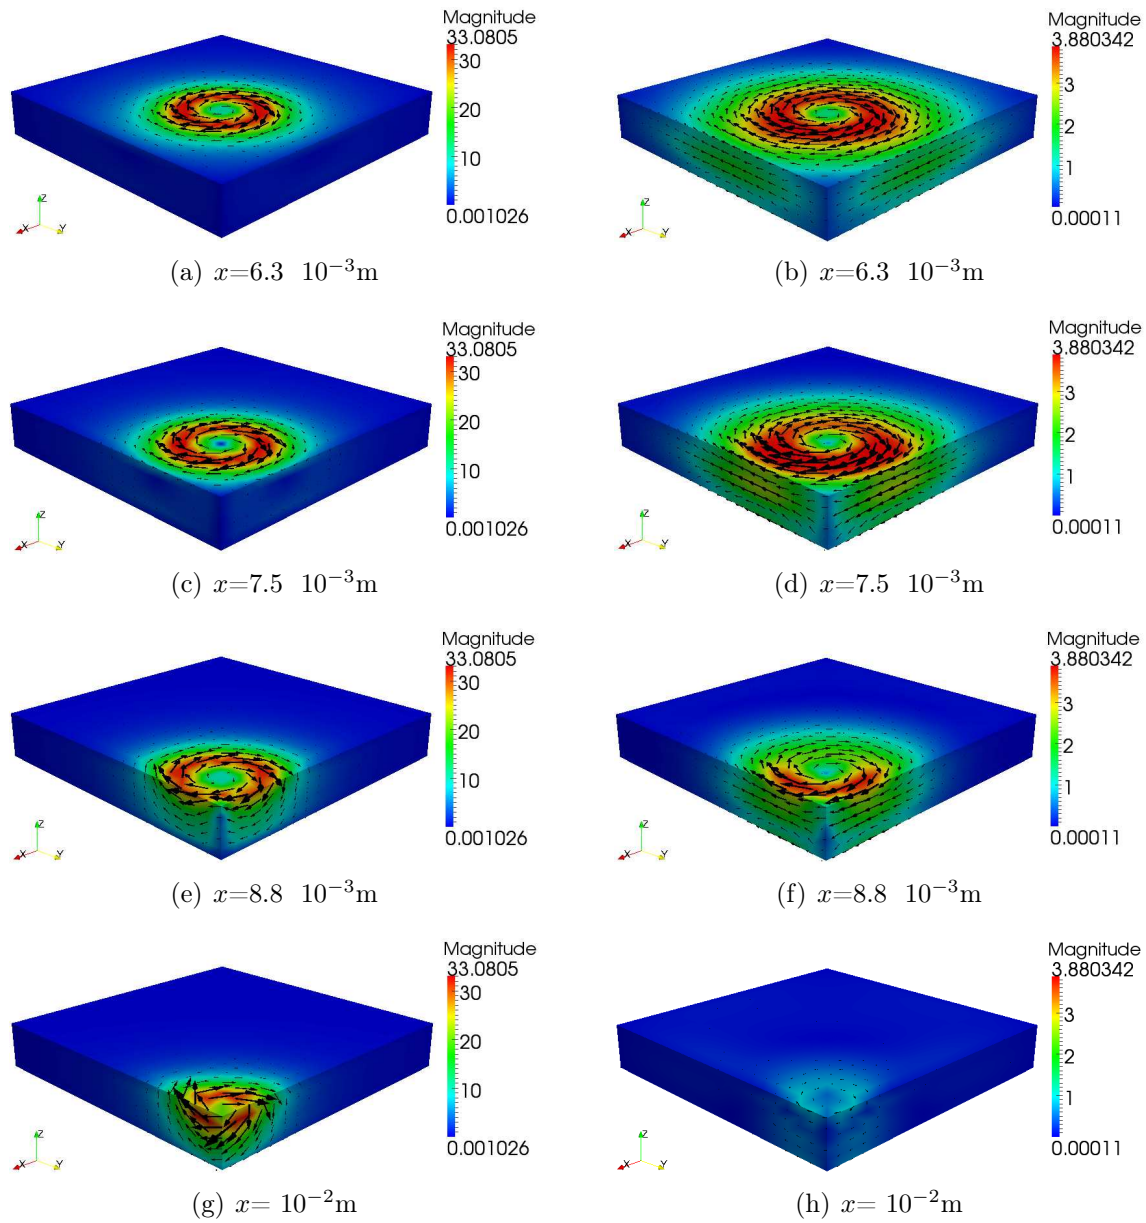 Magnitude
33.0805
30
20
10
0.001026
Z
X
Y
(a) x=6.3 10⁻³m
Magnitude
3.880342
3
2
1
0.00011
Z
X
Y
(b) x=6.3 10⁻³m
Magnitude
33.0805
30
20
10
0.001026
Z
X
Y
(c) x=7.5 10⁻³m
Magnitude
3.880342
3
2
1
0.00011
Z
X
Y
(d) x=7.5 10⁻³m
Magnitude
33.0805
30
20
10
0.001026
Z
X
Y
(e) x=8.8 10⁻³m
Magnitude
3.880342
3
2
1
0.00011
Z
X
Y
(f) x=8.8 10⁻³m
Magnitude
33.0805
30
20
10
0.001026
Z
X
Y
(g) x= 10⁻²m
Magnitude
3.880342
3
2
1
0.00011
Z
X
Y
(h) x= 10⁻²m